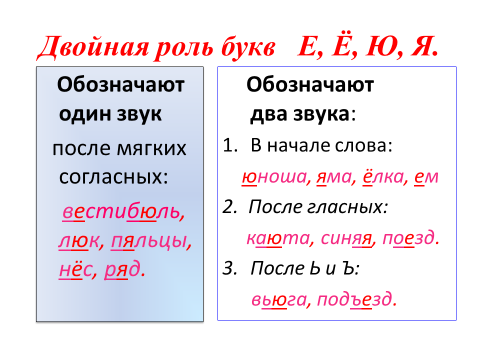 Двойная роль букв Е, Ё, Ю, Я.
Обозначают
один звук
после мягких
согласных:
вестибюль,
люк, пяльцы,
нёс, ряд.
Обозначают
два звука:
1. В начале слова:
юноша, яма, ёлка, ем
2. После гласных:
каюта, синяя, поезд.
3. После Ь и Ъ:
вьюга, подъезд.